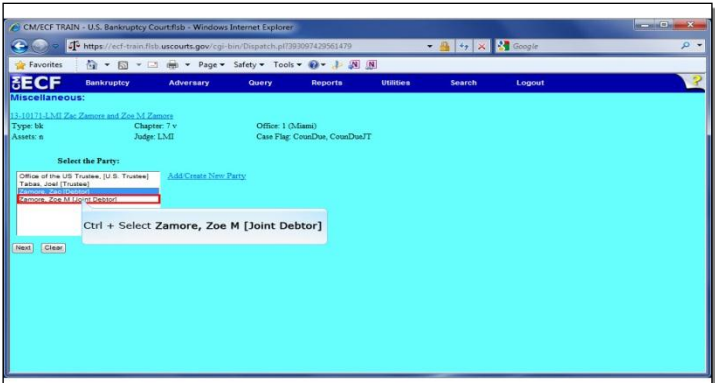 CM/ECF TRAIN - U.S. Bankruptcy Court:flsb - Windows Internet Explorer
https://ecf-train.flsb.uscourts.gov/cgi-bin/Dispatch.pl?393097429561479
Google
Favorites Page Safety Tools
ECF Bankruptcy Adversary Query Reports Utilities Search Logout ?
Miscellaneous:
13-10171-LMI Zac Zamore and Zoe M Zamore
Type: bk Chapter: 7 v Office: 1 (Miami)
Assets: n Judge: LMI Case Flag: CounDue, CounDueJT
Select the Party:
Office of the US Trustee, [U.S. Trustee] Add/Create New Party
Tabas, Joel [Trustee]
Zamore, Zac [Debtor]
Zamore, Zoe M [Joint Debtor]
Ctrl + Select Zamore, Zoe M [Joint Debtor]
Next Clear